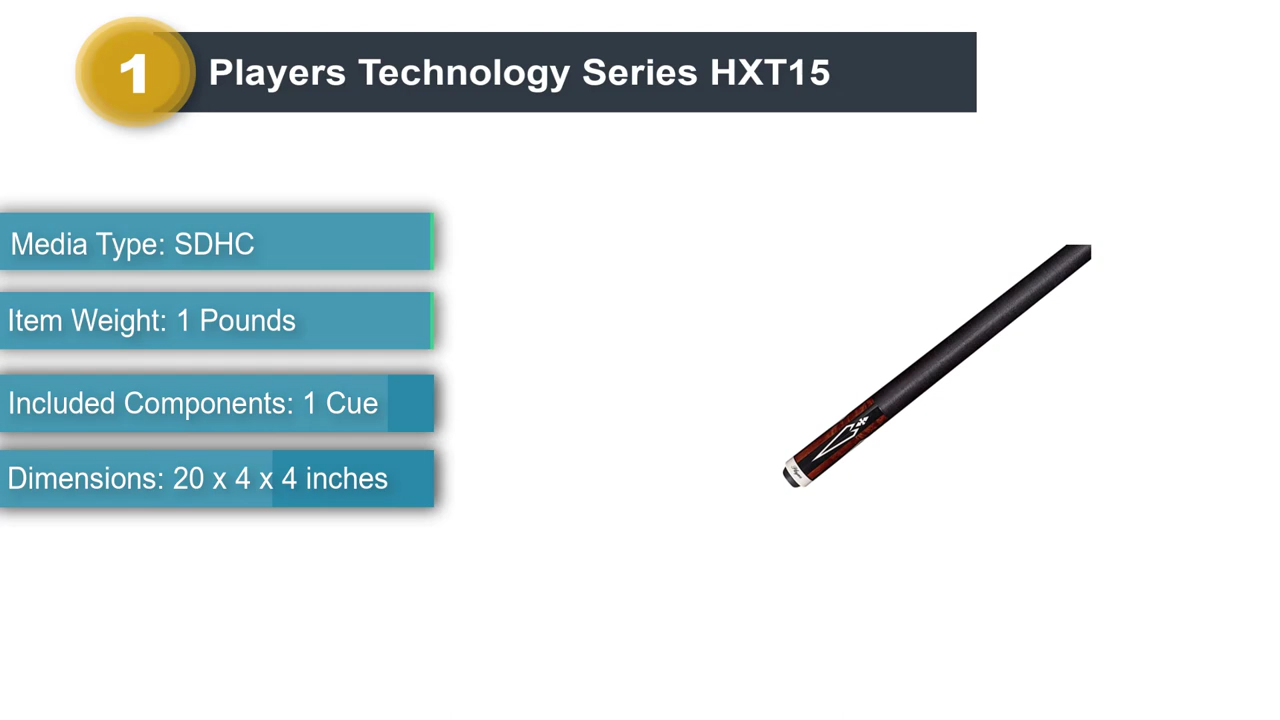 1
Players Technology Series HXT15
Media Type: SDHC
Item Weight: 1 Pounds
Included Components: 1 Cue
Dimensions: 20 x 4 x 4 inches
Players